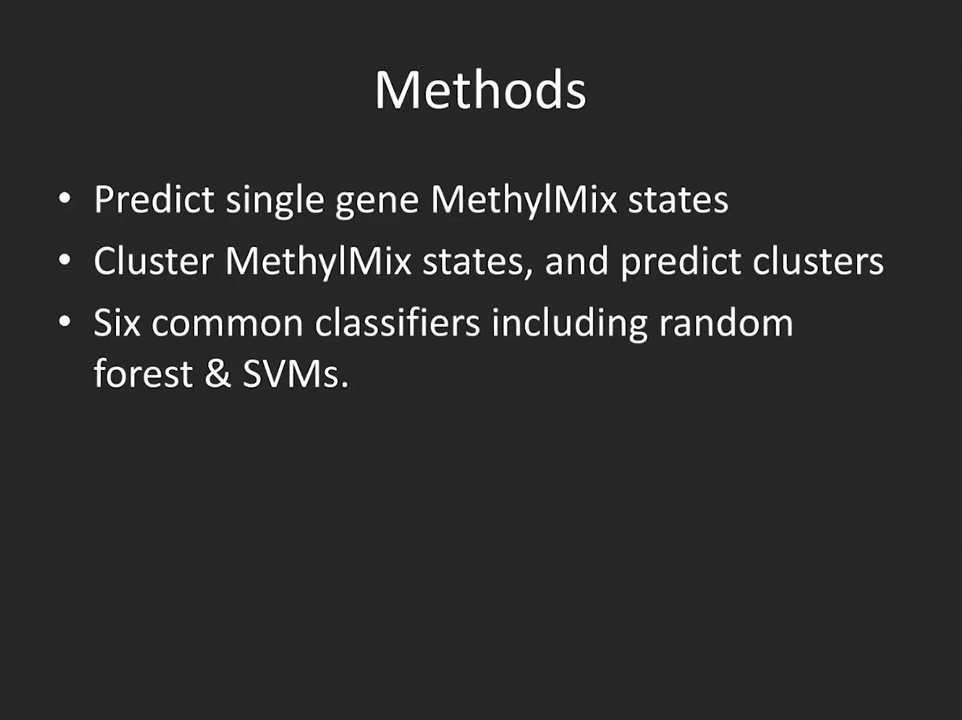 Methods
• Predict single gene MethylMix states
• Cluster MethylMix states, and predict clusters
• Six common classifiers including random
forest & SVMs.